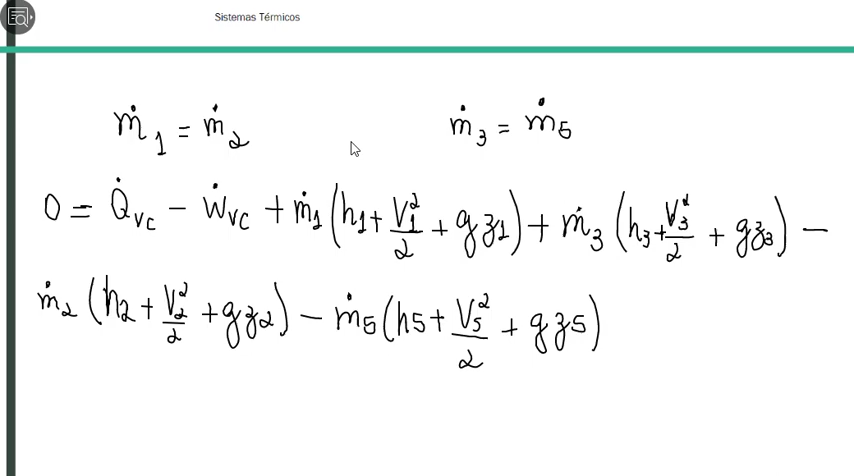 Sistemas Térmicos
ṁ₁ = ṁ₂ ṁ₃ = ṁ₅
0 = Q̇vc − Ẇvc + ṁ₁ (h₁ + V₁²/2 + gz₁) + ṁ₃ (h₃ + V₃²/2 + gz₃) −
ṁ₂ (h₂ + V₂²/2 + gz₂) − ṁ₅ (h₅ + V₅²/2 + gz₅)